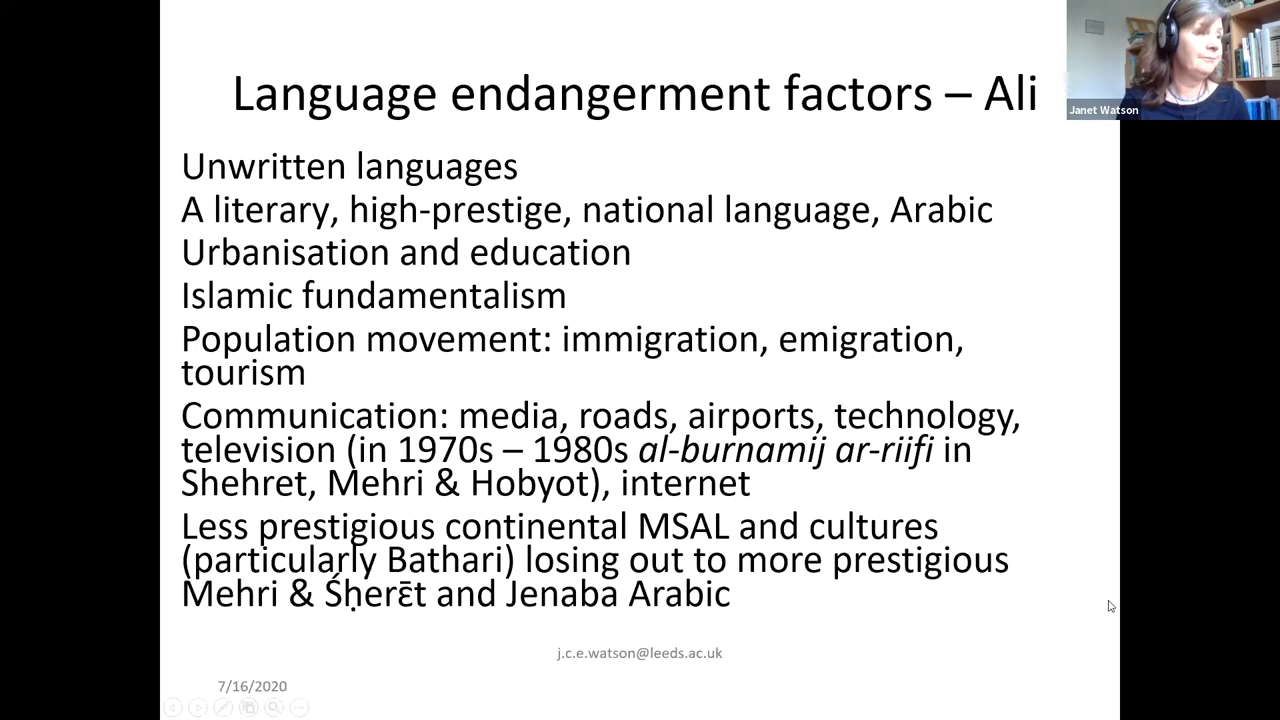 Language endangerment factors – Ali
Janet Watson
Unwritten languages
A literary, high-prestige, national language, Arabic
Urbanisation and education
Islamic fundamentalism
Population movement: immigration, emigration,
tourism
Communication: media, roads, airports, technology,
television (in 1970s – 1980s al-burnamij ar-riifi in
Shehret, Mehri & Hobyot), internet
Less prestigious continental MSAL and cultures
(particularly Bathari) losing out to more prestigious
Mehri & Śḥerɛ̄t and Jenaba Arabic
j.c.e.watson@leeds.ac.uk
7/16/2020